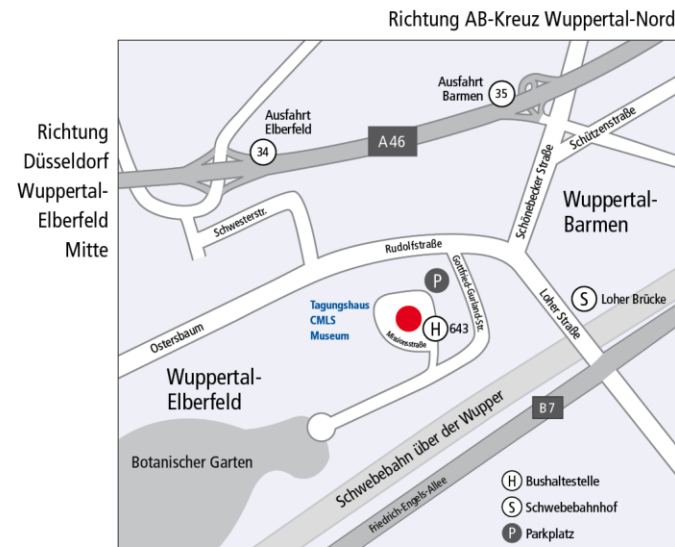 Richtung AB-Kreuz Wuppertal-Nord
Ausfahrt
Barmen
35
Ausfahrt
Elberfeld
34
A 46
Richtung
Düsseldorf
Wuppertal-
Elberfeld
Mitte
Schützenstraße
Schönebecker Straße
Wuppertal-
Barmen
Schwesterstr.
Rudolfstraße
Gottfried-Gurland-Str.
P
S Loher Brücke
Loher Straße
Tagungshaus
CMLS
Museum
H 643
Missionsstraße
Ostersbaum
Wuppertal-
Elberfeld
B 7
Schwebebahn über der Wupper
Botanischer Garten
Friedrich-Engels-Allee
H Bushaltestelle
S Schwebebahnhof
P Parkplatz